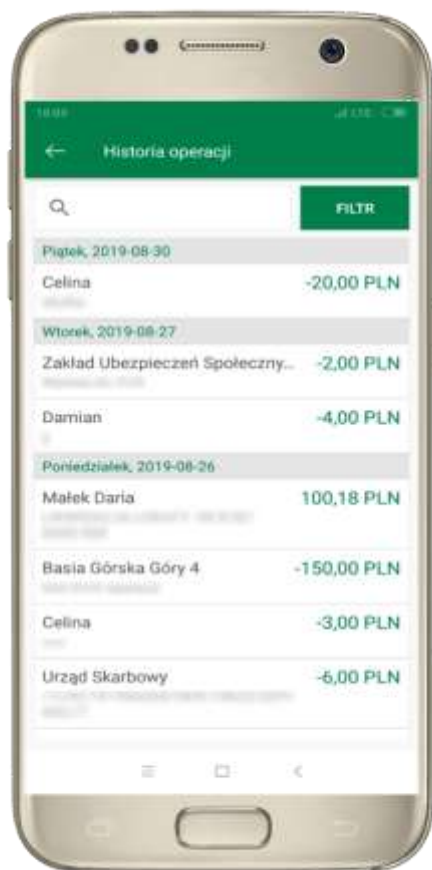 Historia operacji
FILTR
Piątek, 2019-08-30
Celina -20,00 PLN
Wtorek, 2019-08-27
Zakład Ubezpieczeń Społeczny... -2,00 PLN
Damian -4,00 PLN
Poniedziałek, 2019-08-26
Małek Daria 100,18 PLN
Basia Górska Góry 4 -150,00 PLN
Celina -3,00 PLN
Urząd Skarbowy -6,00 PLN